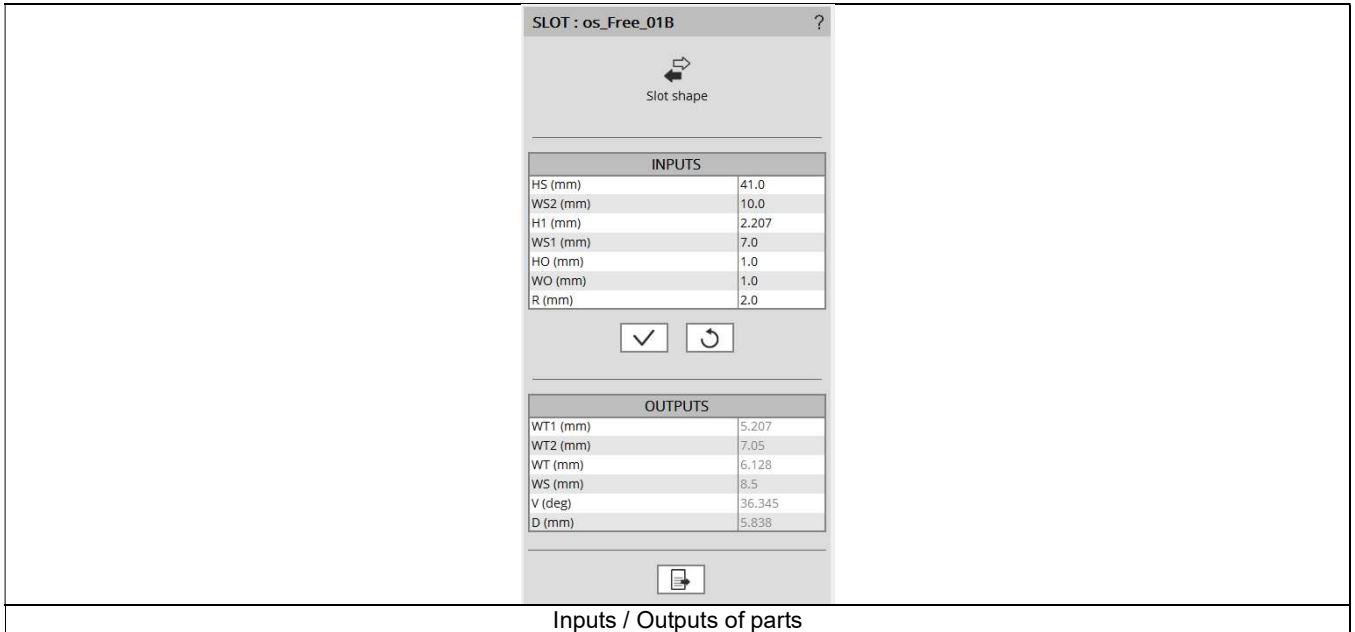 SLOT : os_Free_01B ?
Slot shape
INPUTS
HS (mm) 41.0
WS2 (mm) 10.0
H1 (mm) 2.207
WS1 (mm) 7.0
HO (mm) 1.0
WO (mm) 1.0
R (mm) 2.0
OUTPUTS
WT1 (mm) 5.207
WT2 (mm) 7.05
WT (mm) 6.128
WS (mm) 8.5
V (deg) 36.345
D (mm) 5.838
Inputs / Outputs of parts